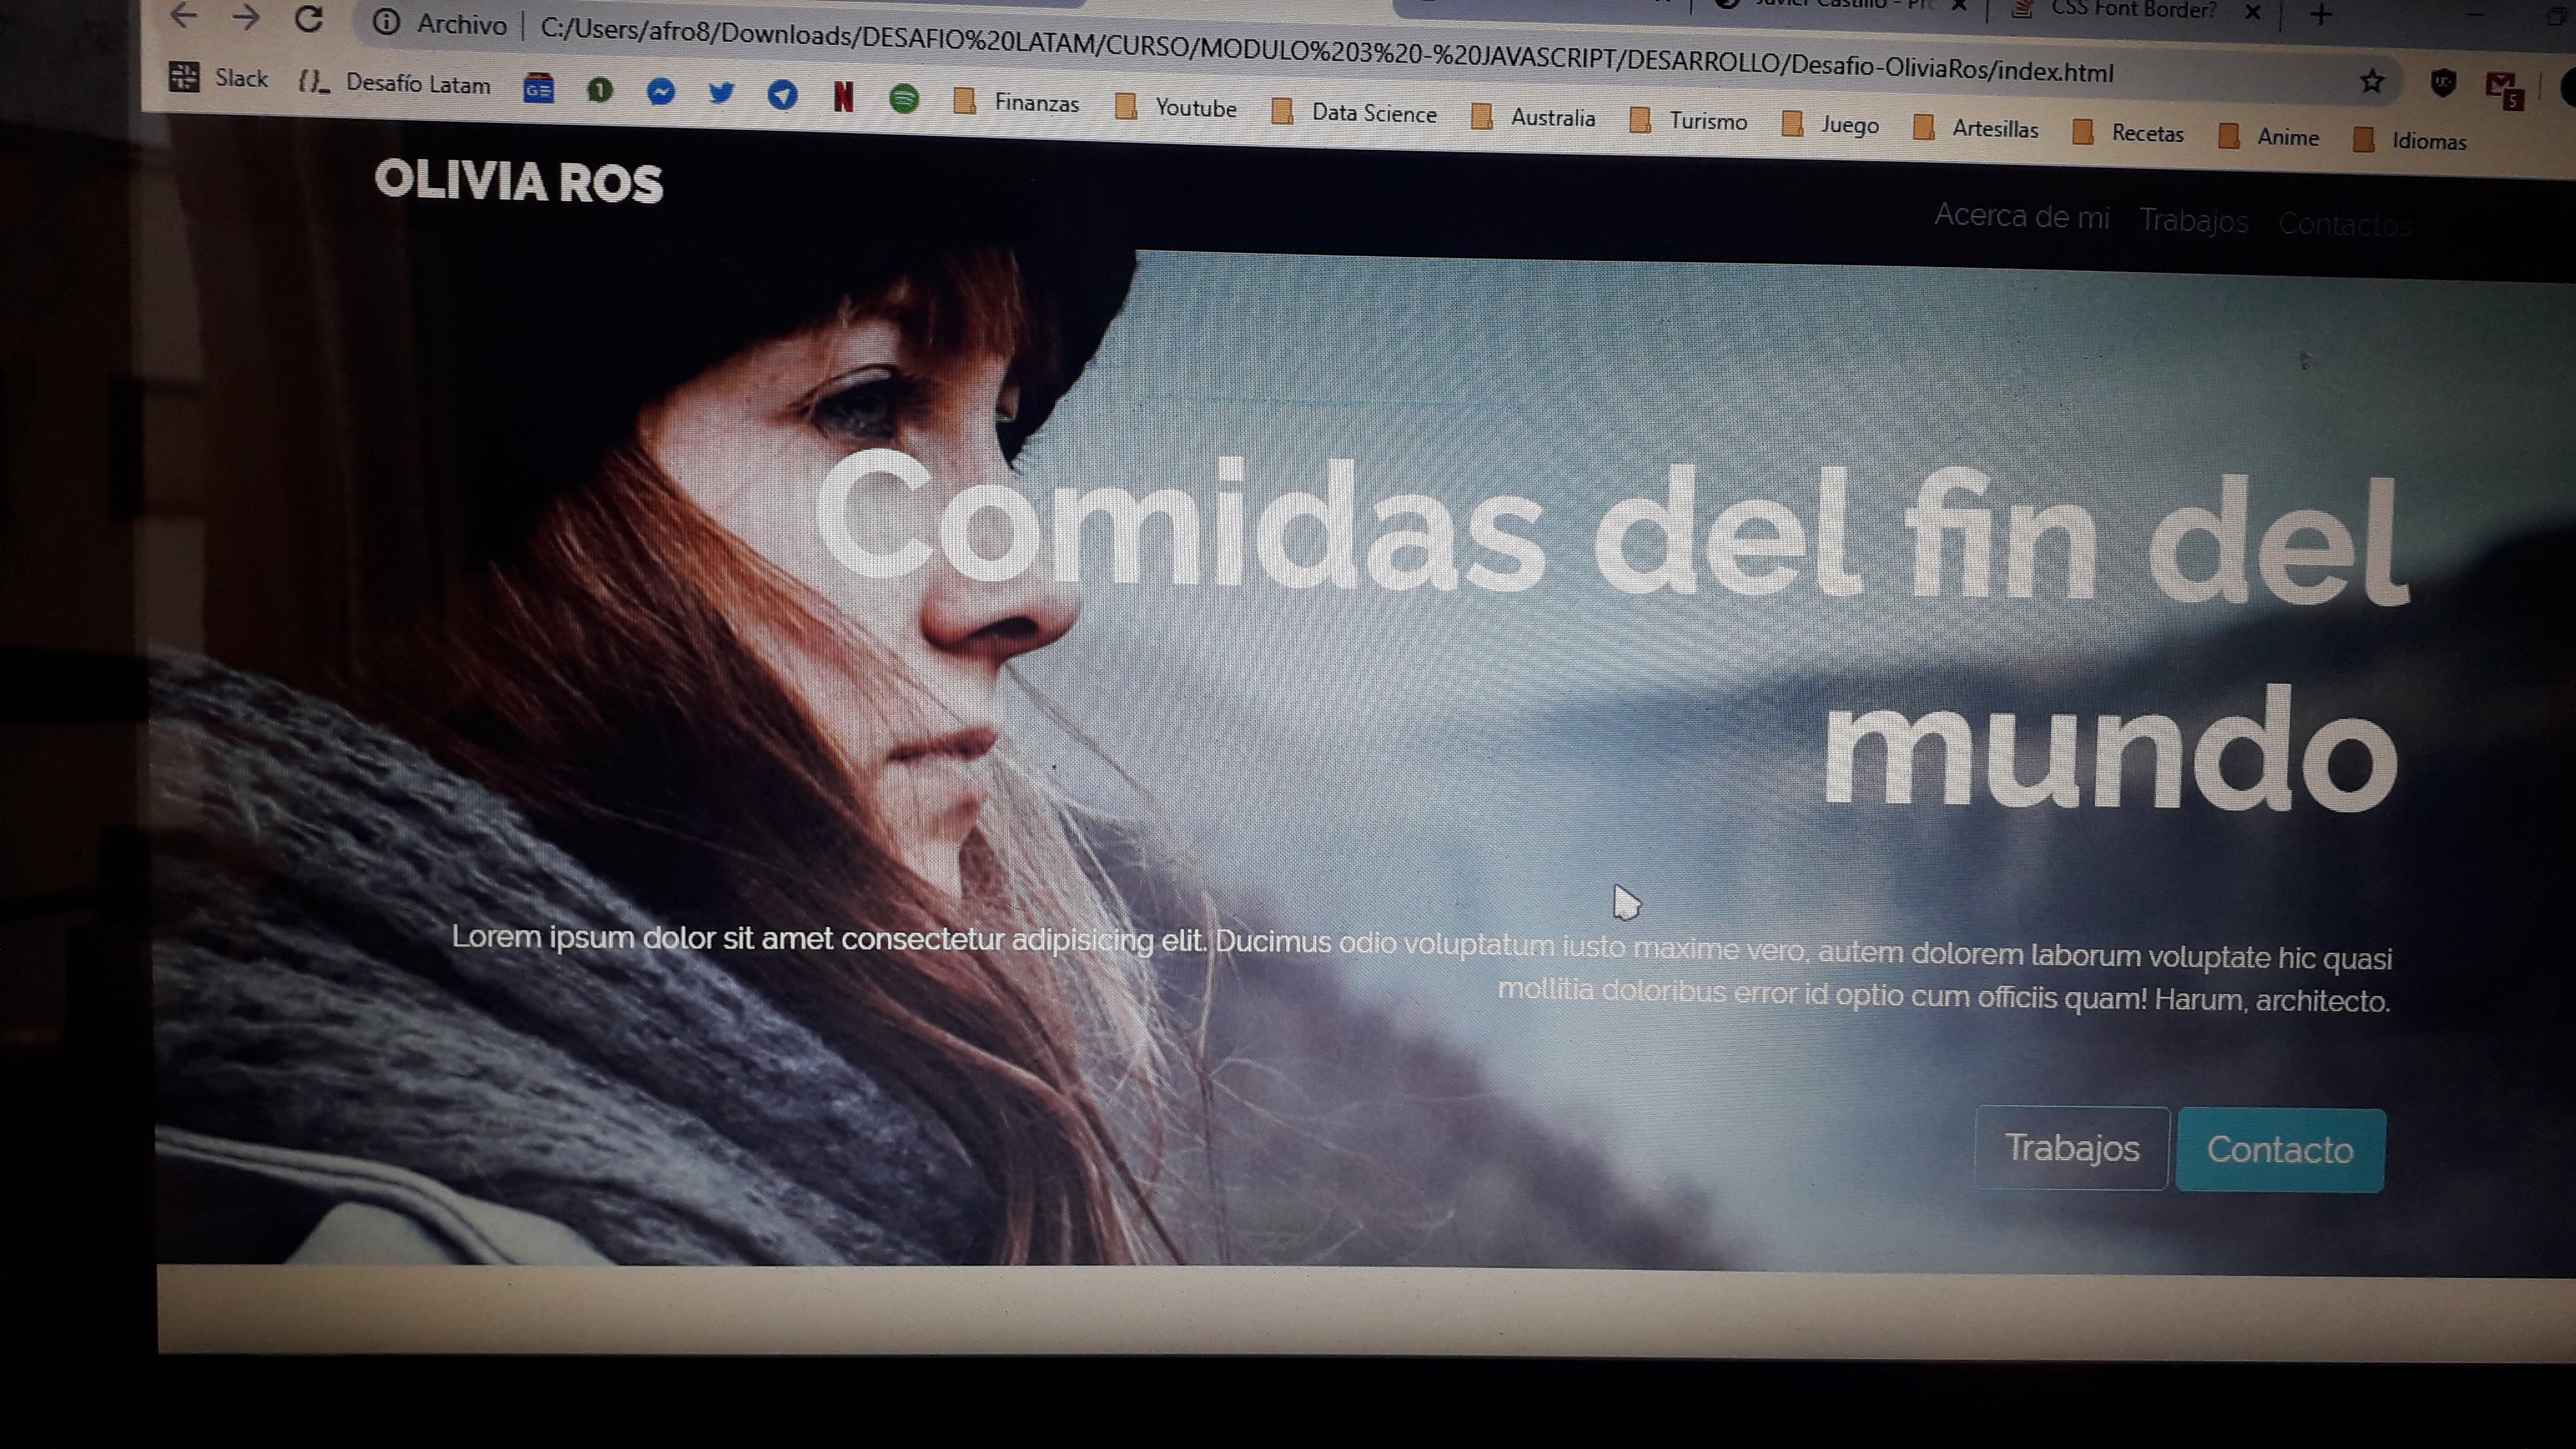 CSS Font Border?
Archivo | C:/Users/afro8/Downloads/DESAFIO%20LATAM/CURSO/MODULO%203%20-%20JAVASCRIPT/DESARROLLO/Desafio-OliviaRos/index.html
Slack {}_ Desafío Latam GE 1 N Finanzas Youtube Data Science Australia Turismo Juego Artesillas Recetas Anime Idiomas
5
OLIVIA ROS
Acerca de mi Trabajos Contactos
Comidas del fin del
mundo
Lorem ipsum dolor sit amet consectetur adipisicing elit. Ducimus odio voluptatum iusto maxime vero, autem dolorem laborum voluptate hic quasi
mollitia doloribus error id optio cum officiis quam! Harum, architecto.
Trabajos Contacto